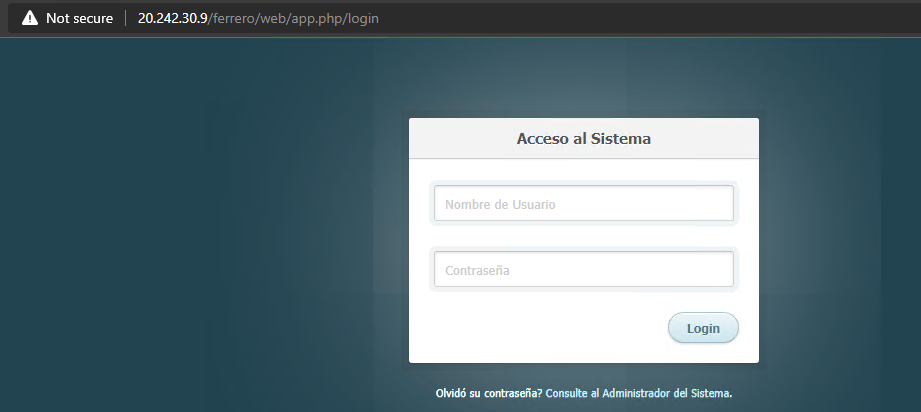 Not secure 20.242.30.9/ferrero/web/app.php/login
Acceso al Sistema
Nombre de Usuario
Contraseña
Login
Olvidó su contraseña? Consulte al Administrador del Sistema.